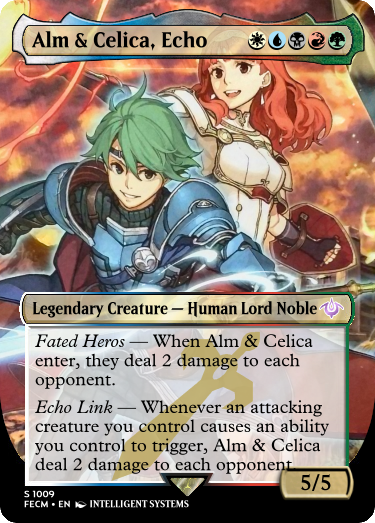 Alm & Celica, Echo
Legendary Creature — Human Lord Noble
Fated Heros — When Alm & Celica
enter, they deal 2 damage to each
opponent.
Echo Link — Whenever an attacking
creature you control causes an ability
you control to trigger, Alm & Celica
deal 2 damage to each opponent.
5/5
S 1009
FECM • EN INTELLIGENT SYSTEMS